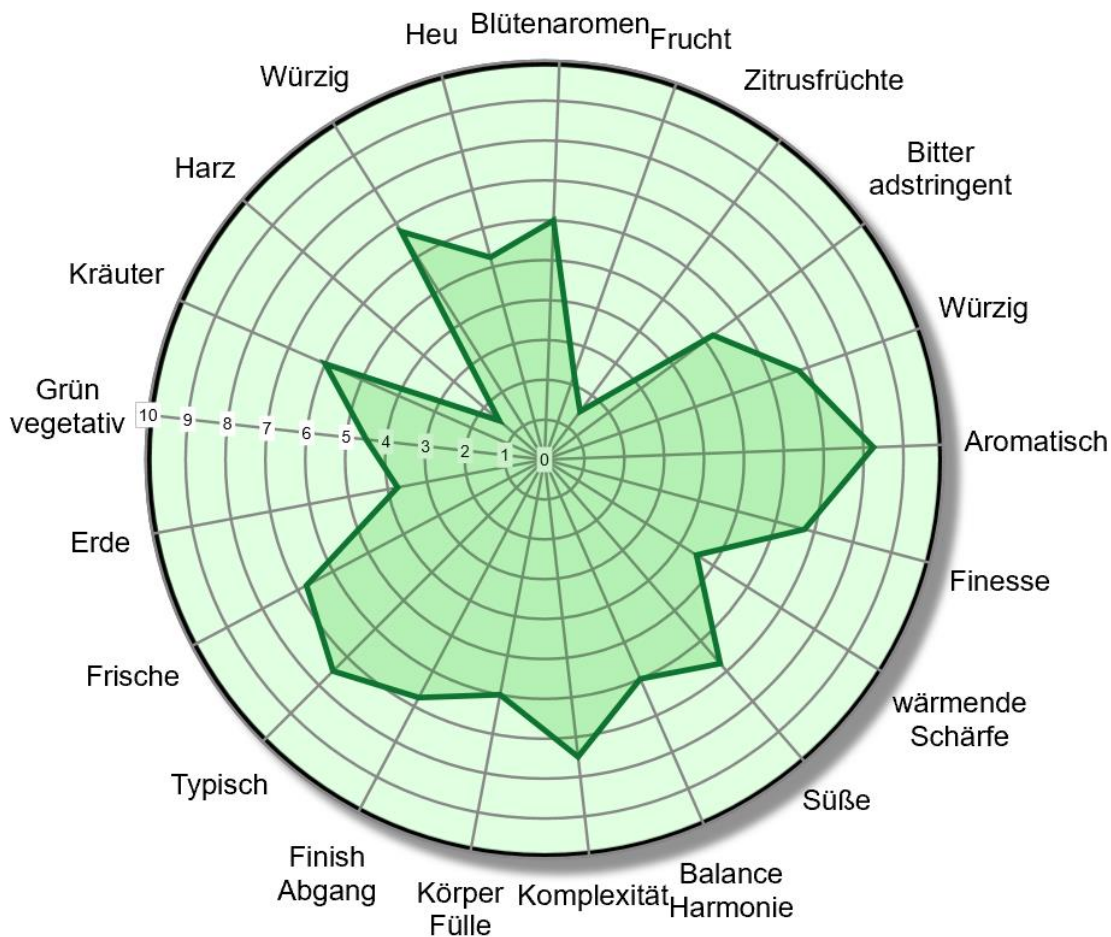 Blütenaromen
Heu
Frucht
Würzig
Zitrusfrüchte
Harz
Bitter
adstringent
Kräuter
Würzig
Grün
vegetativ
10 9 8 7 6 5 4 3 2 1 0
Aromatisch
Erde
Finesse
Frische
wärmende
Schärfe
Typisch
Süße
Finish
Abgang
Körper
Fülle
Komplexität
Balance
Harmonie